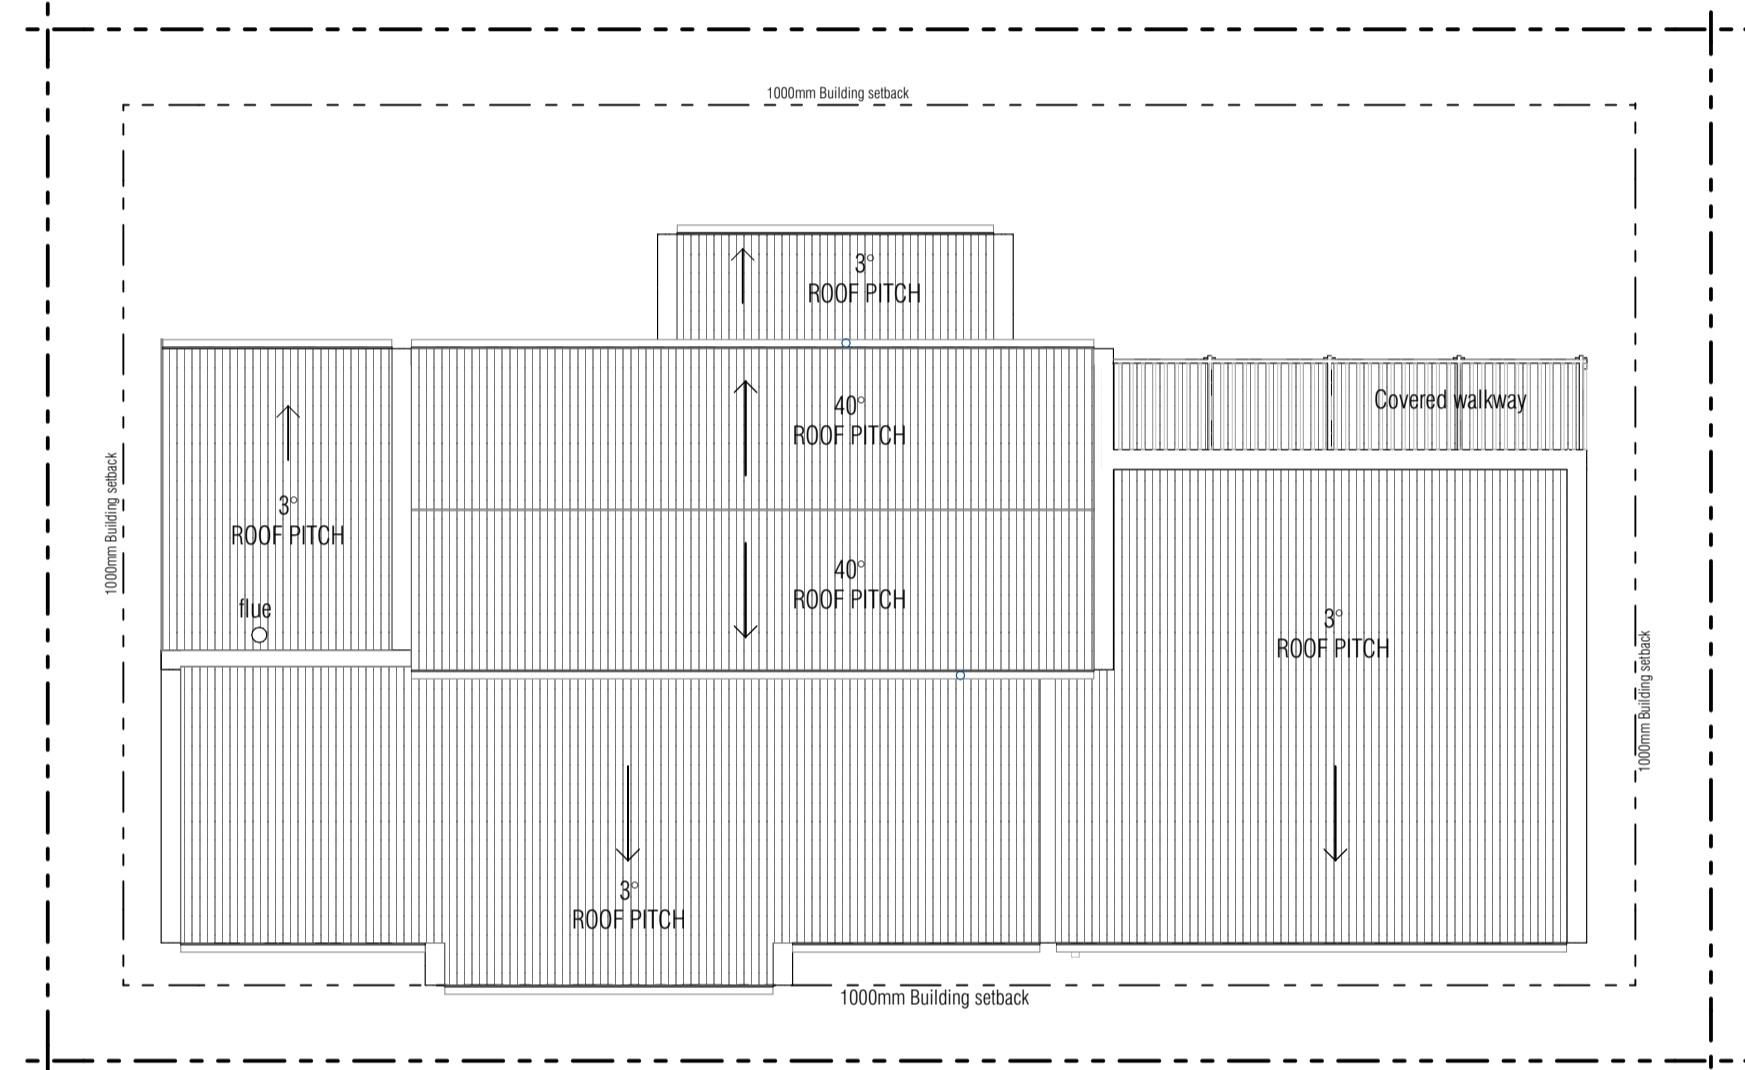 1000mm Building setback
3°
ROOF PITCH
40°
ROOF PITCH
Covered walkway
3°
ROOF PITCH
1000mm Building setback
40°
ROOF PITCH
flue
3°
ROOF PITCH
1000mm Building setback
3°
ROOF PITCH
1000mm Building setback